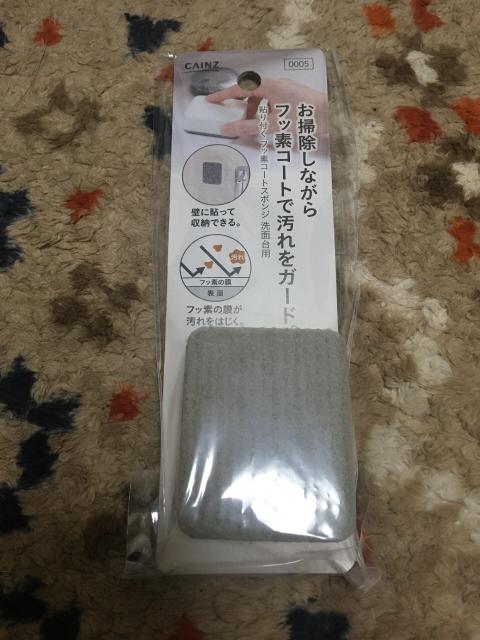 CAINZ
0005
お掃除しながら
フッ素コートで汚れをガード。
貼り付くフッ素コートスポンジ 洗面台用
壁に貼って
収納できる。
汚れ
フッ素の膜
表面
フッ素の膜が
汚れをはじく。